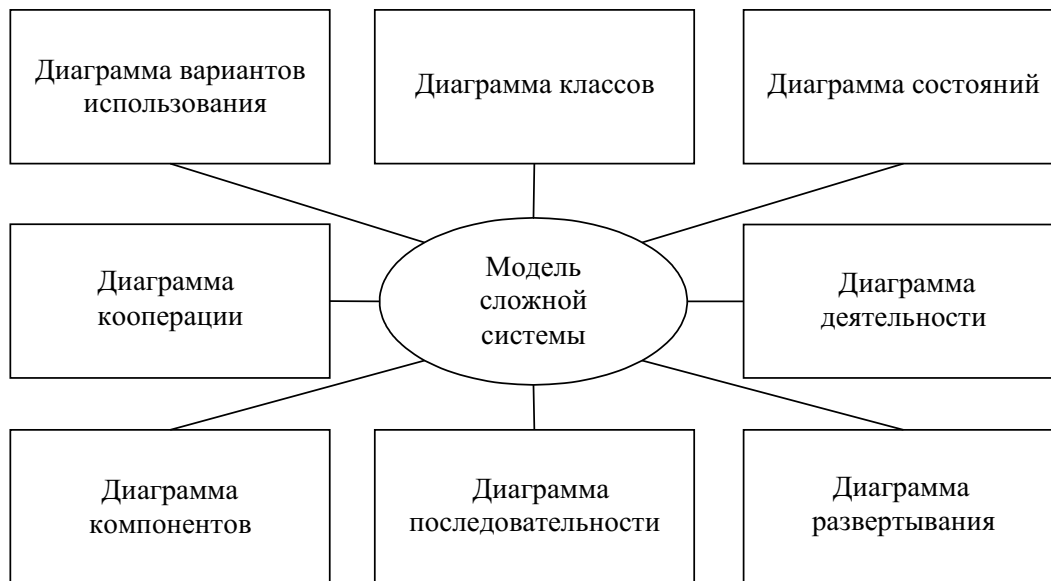 Диаграмма вариантов
использования
Диаграмма классов
Диаграмма состояний
Диаграмма
кооперации
Модель
сложной
системы
Диаграмма
деятельности
Диаграмма
компонентов
Диаграмма
последовательности
Диаграмма
развертывания